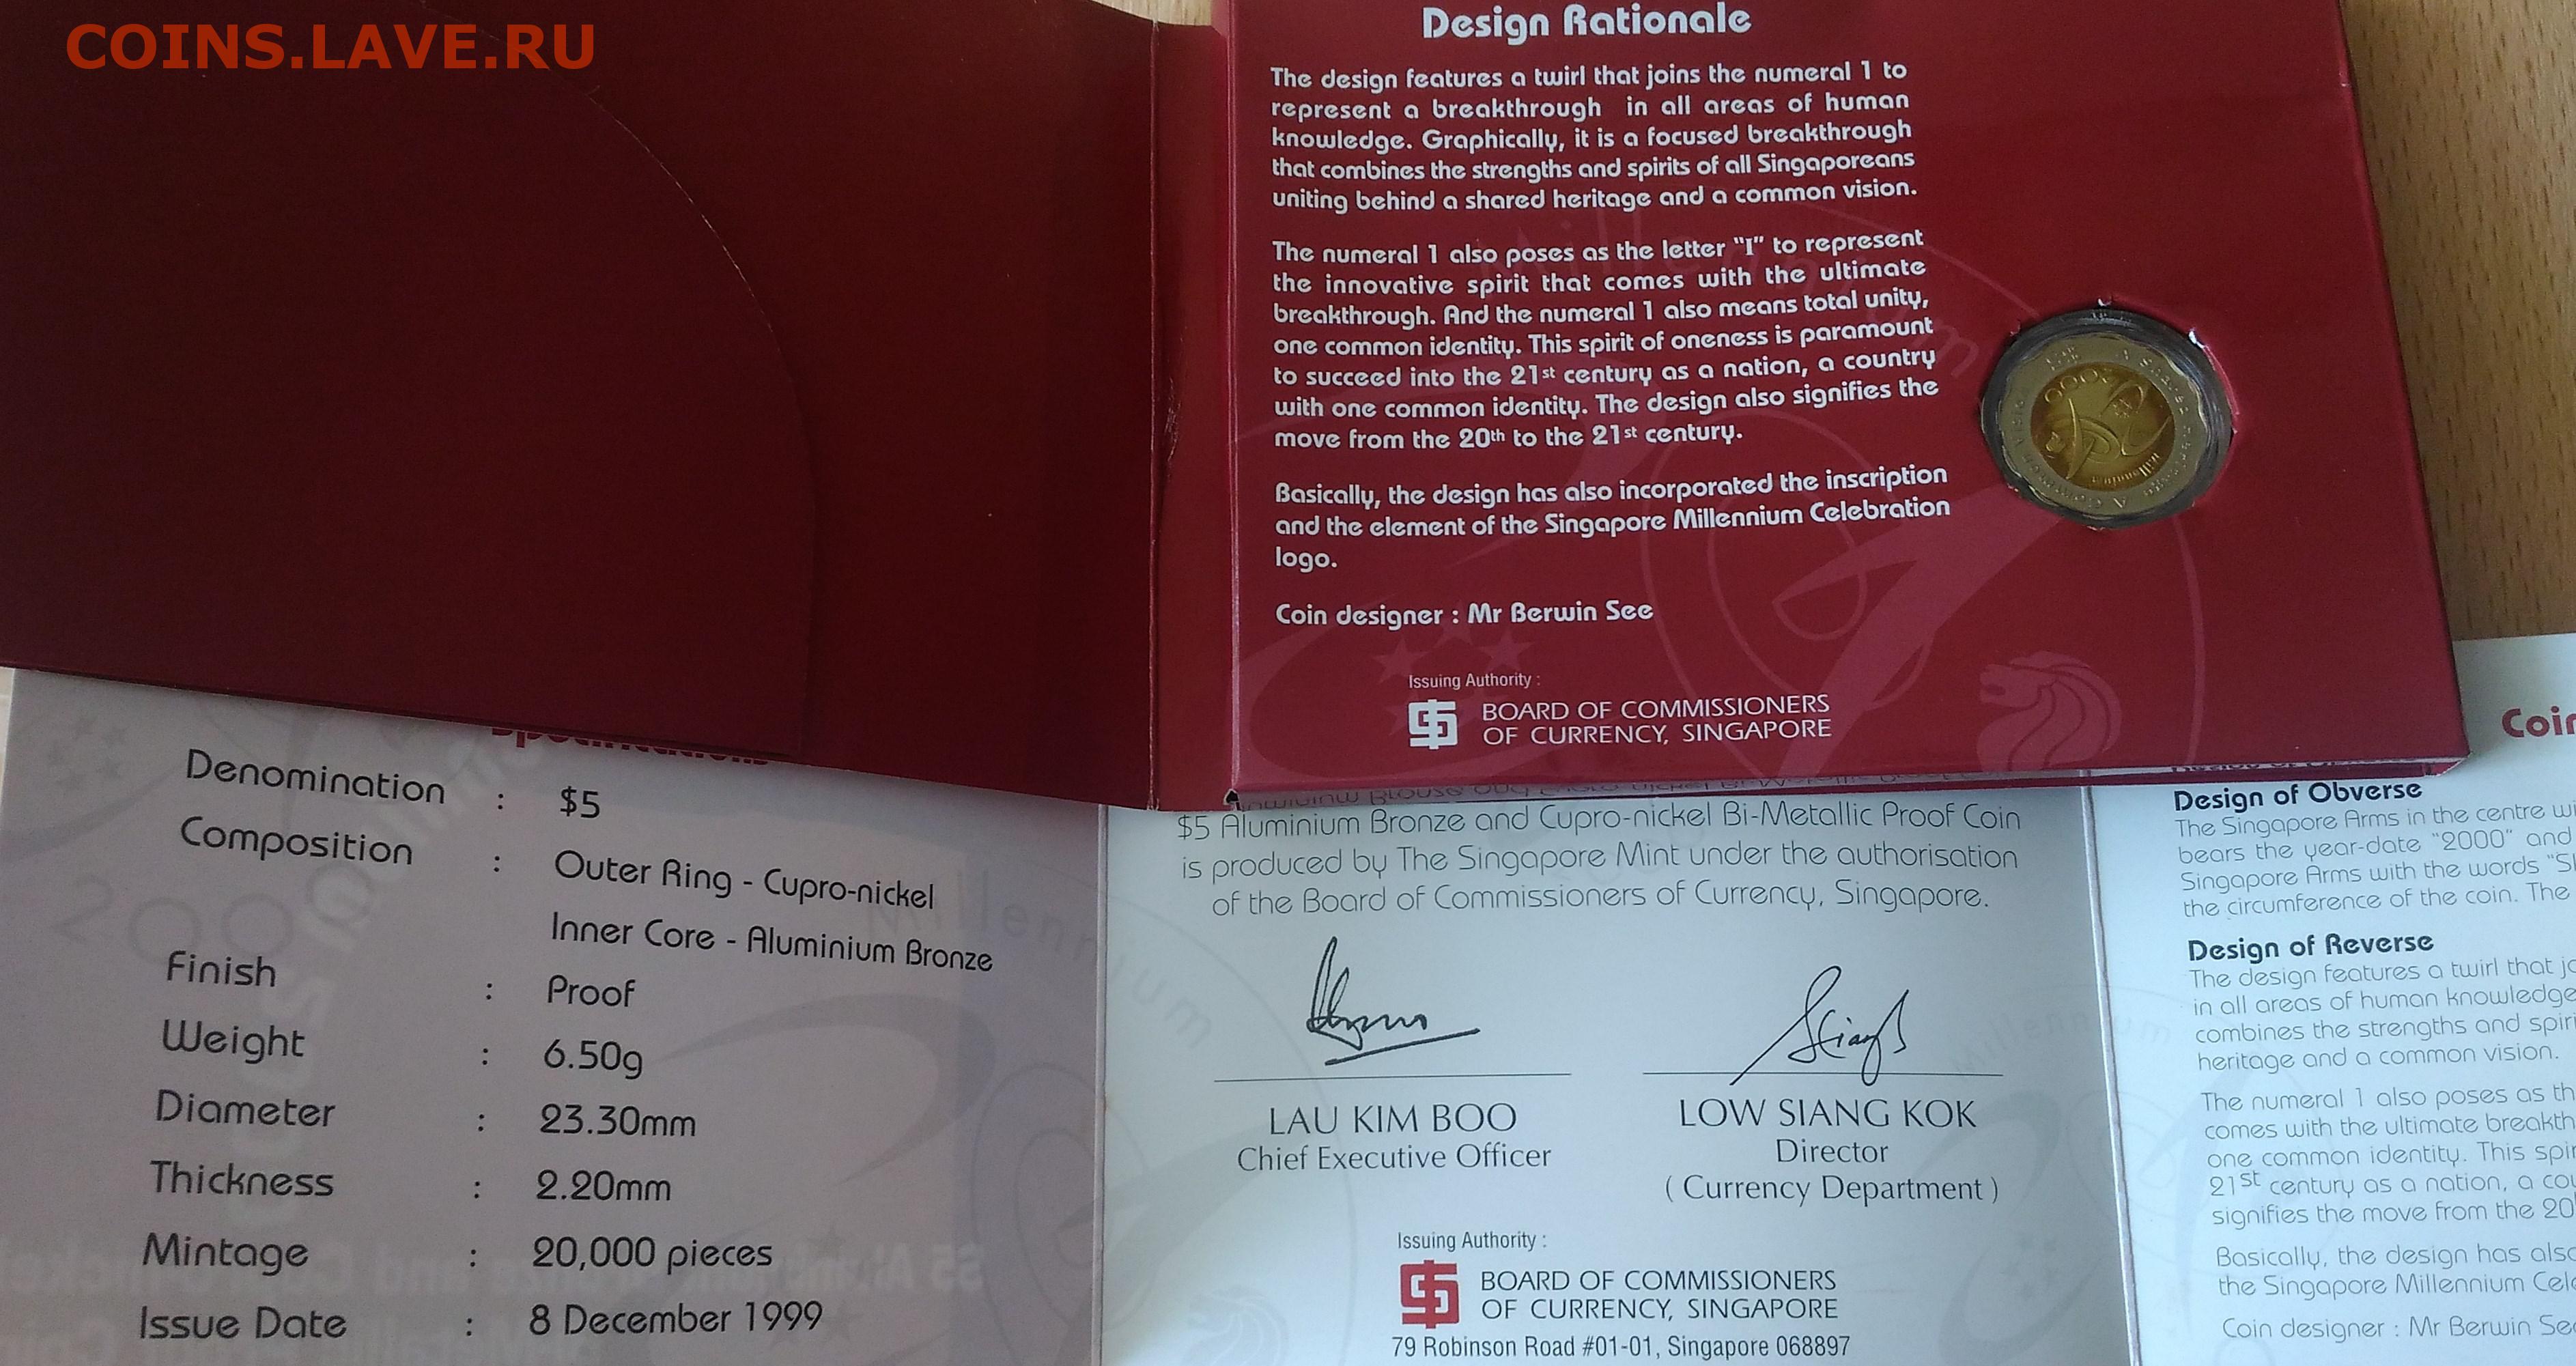 COINS.LAVE.RU
Design Rationale
The design features a twirl that joins the numeral 1 to
represent a breakthrough in all areas of human
knowledge. Graphically, it is a focused breakthrough
that combines the strengths and spirits of all Singaporeans
uniting behind a shared heritage and a common vision.
The numeral 1 also poses as the letter "I" to represent
the innovative spirit that comes with the ultimate
breakthrough. And the numeral 1 also means total unity,
one common identity. This spirit of oneness is paramount
to succeed into the 21st century as a nation, a country
with one common identity. The design also signifies the
move from the 20th to the 21st century.
Basically, the design has also incorporated the inscription
and the element of the Singapore Millennium Celebration
logo.
Coin designer : Mr Berwin See
Issuing Authority :
BOARD OF COMMISSIONERS
OF CURRENCY, SINGAPORE
Millennium
2000
Denomination : $5
Composition : Outer Ring - Cupro-nickel
Inner Core - Aluminium Bronze
Finish : Proof
Weight : 6.50g
Diameter : 23.30mm
Thickness : 2.20mm
Mintage : 20,000 pieces
Issue Date : 8 December 1999
$5 Aluminium Bronze and Cupro-nickel Bi-Metallic Proof Coin
is produced by The Singapore Mint under the authorisation
of the Board of Commissioners of Currency, Singapore.
LAU KIM BOO
Chief Executive Officer
LOW SIANG KOK
Director
( Currency Department )
Issuing Authority :
BOARD OF COMMISSIONERS
OF CURRENCY, SINGAPORE
79 Robinson Road #01-01, Singapore 068897
Coin
Design of Obverse
The Singapore Arms in the centre
bears the year-date "2000" and
Singapore Arms with the words
the circumference of the coin. The
Design of Reverse
The design features a twirl that
in all areas of human knowledge
combines the strengths and
heritage and a common vision.
The numeral 1 also poses as
comes with the ultimate
one common identity. This
21st century as a nation, a
signifies the move from the 20
Basically, the design has
the Singapore Millennium
Coin designer : Mr Berwin See